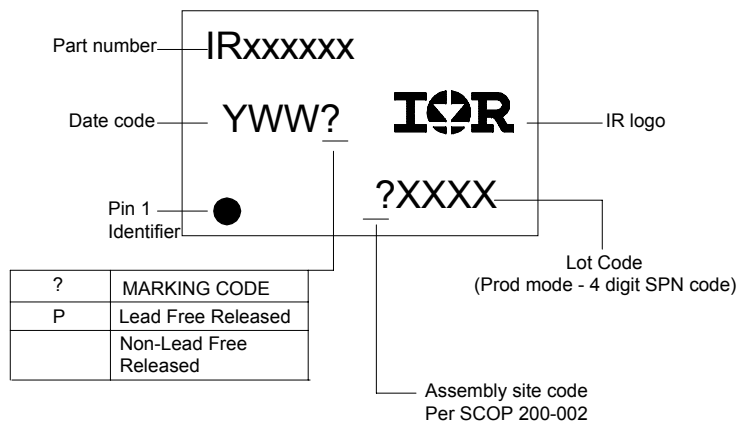 Part number
IRxxxxxx
Date code
YWW?
IOR
IR logo
?XXXX
Pin 1
Identifier
Lot Code
(Prod mode - 4 digit SPN code)
? MARKING CODE
P Lead Free Released
Non-Lead Free
Released
Assembly site code
Per SCOP 200-002